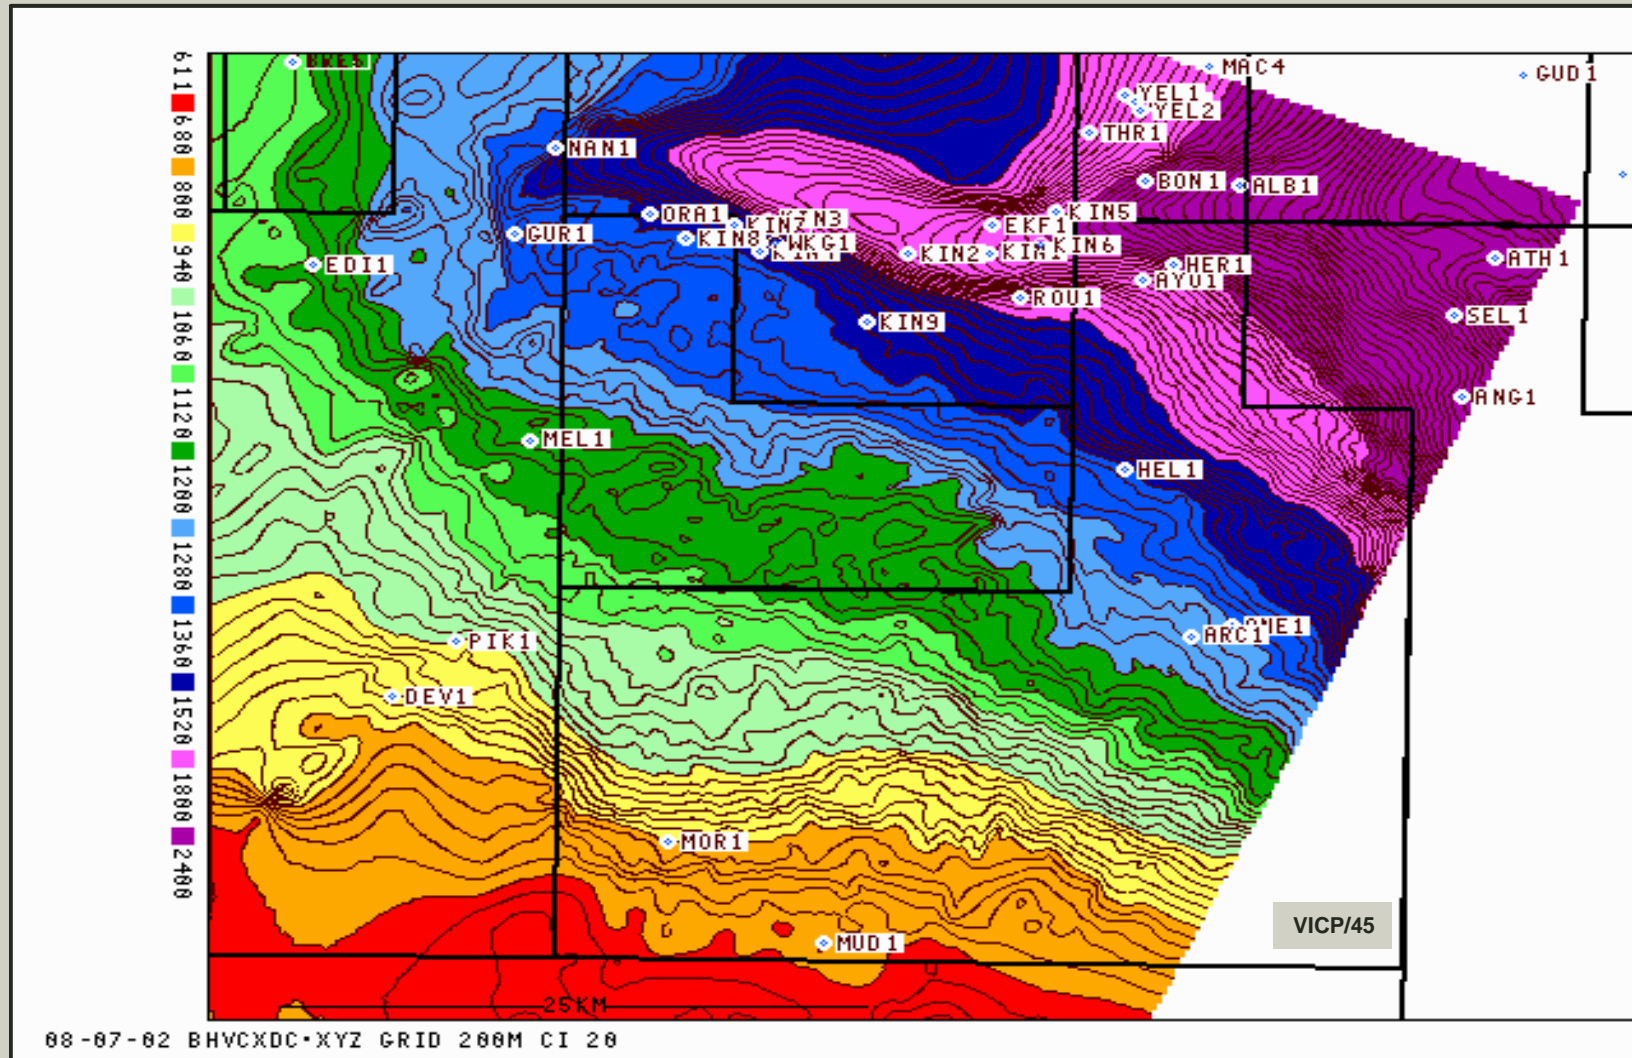 MAC4
GUD1
YEL1
YEL2
THR1
NAN1
BON1
ALB1
ORA1
KIN5
KIN7
EKF1
GUR1
KIN8
WKG1
KIN6
KIN2
EDI1
HER1
AYU1
ATH1
ROU1
SEL1
KIN9
ANG1
MEL1
HEL1
ARC1
PIK1
DEV1
MOR1
MUD1
VICP/45
25KM
611
680
800
940
1060
1120
1200
1280
1360
1520
1800
2400
08-07-02 BHVCXDC·XYZ GRID 200M CI 20